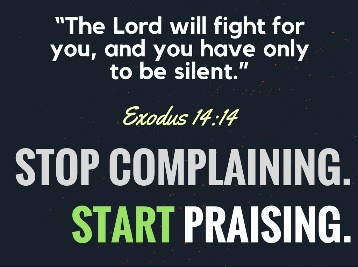 “The Lord will fight for
you, and you have only
to be silent.”
Exodus 14:14
STOP COMPLAINING.
START PRAISING.